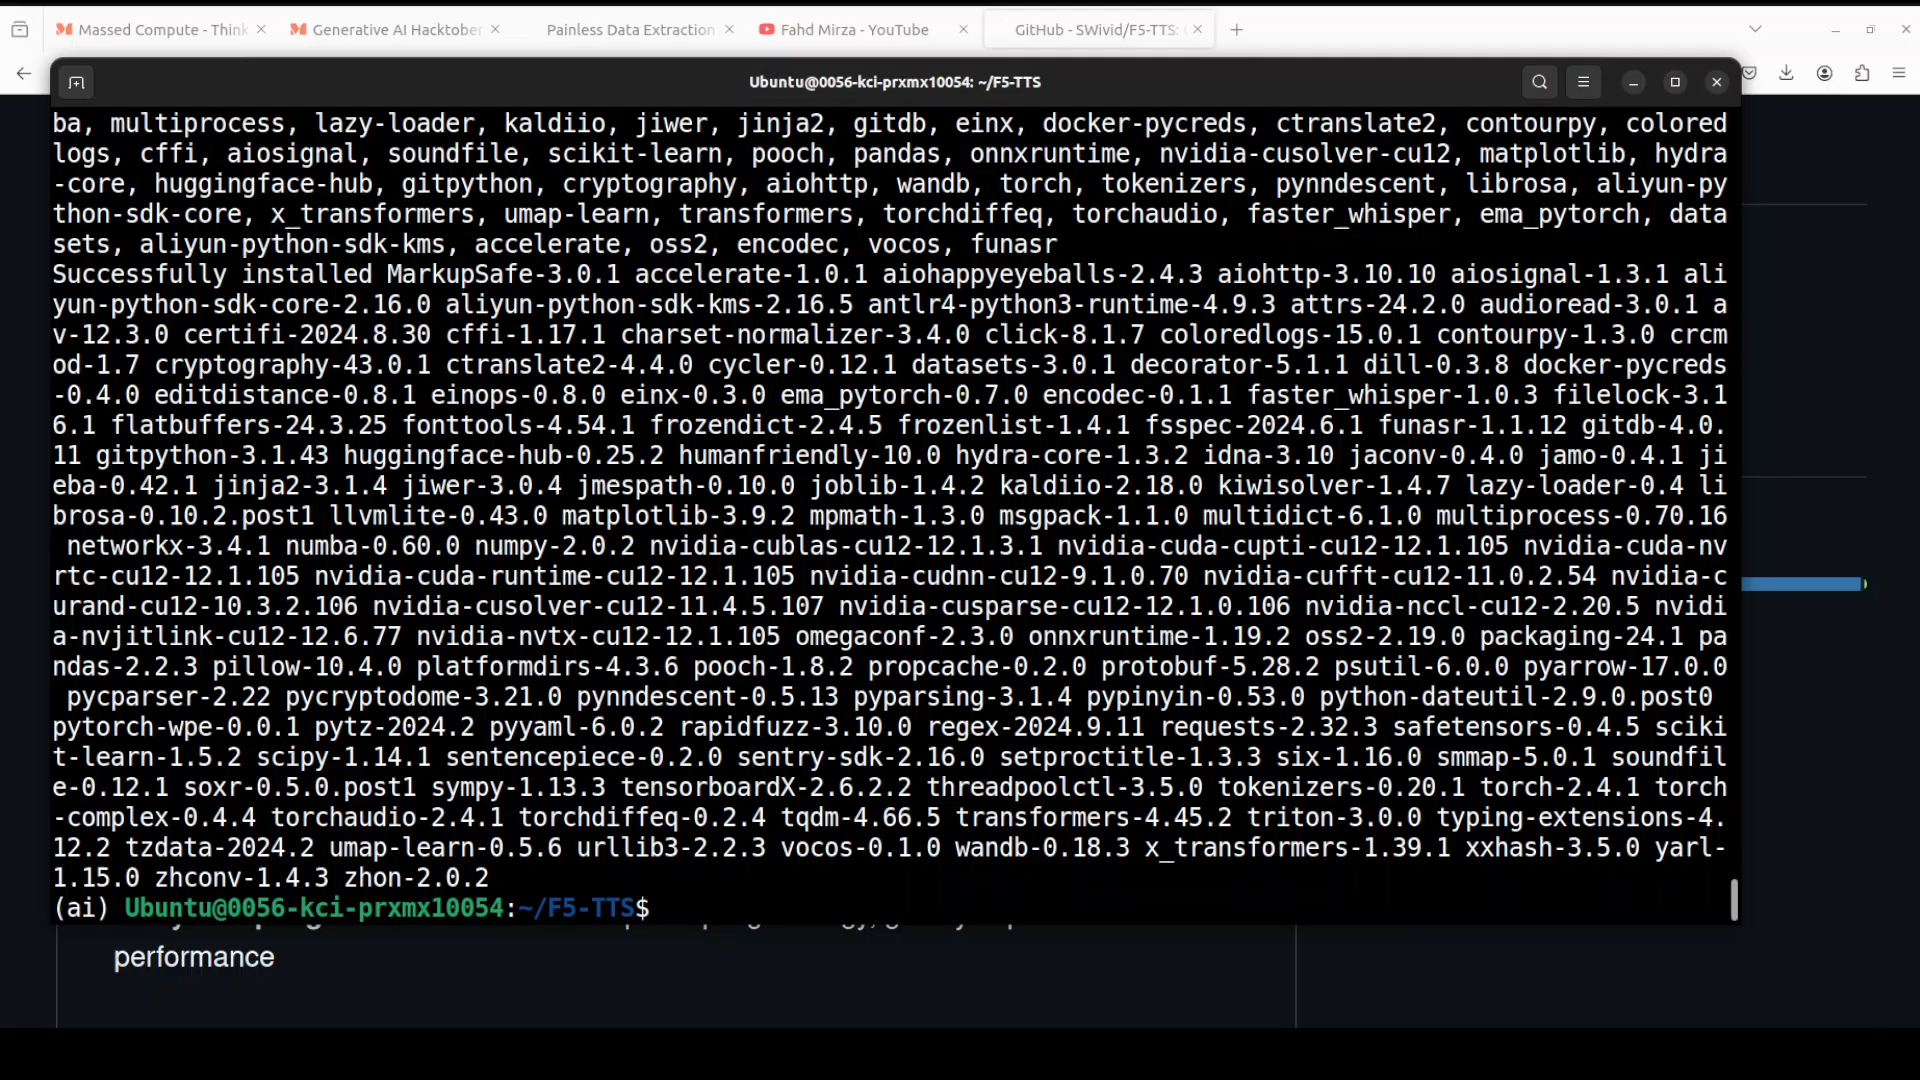 Massed Compute - Think
Generative AI Hacktober
Painless Data Extraction
Fahd Mirza - YouTube
GitHub - SWivid/F5-TTS:
Ubuntu@0056-kci-prxmx10054: ~/F5-TTS
ba, multiprocess, lazy-loader, kaldiio, jiwer, jinja2, gitdb, einx, docker-pycreds, ctranslate2, contourpy, colored
logs, cffi, aiosignal, soundfile, scikit-learn, pooch, pandas, onnxruntime, nvidia-cusolver-cu12, matplotlib, hydra
-core, huggingface-hub, gitpython, cryptography, aiohttp, wandb, torch, tokenizers, pynndescent, librosa, aliyun-py
thon-sdk-core, x_transformers, umap-learn, transformers, torchdiffeq, torchaudio, faster_whisper, ema_pytorch, data
sets, aliyun-python-sdk-kms, accelerate, oss2, encodec, vocos, funasr
Successfully installed MarkupSafe-3.0.1 accelerate-1.0.1 aiohappyeyeballs-2.4.3 aiohttp-3.10.10 aiosignal-1.3.1 ali
yun-python-sdk-core-2.16.0 aliyun-python-sdk-kms-2.16.5 antlr4-python3-runtime-4.9.3 attrs-24.2.0 audioread-3.0.1 a
v-12.3.0 certifi-2024.8.30 cffi-1.17.1 charset-normalizer-3.4.0 click-8.1.7 coloredlogs-15.0.1 contourpy-1.3.0 crcm
od-1.7 cryptography-43.0.1 ctranslate2-4.4.0 cycler-0.12.1 datasets-3.0.1 decorator-5.1.1 dill-0.3.8 docker-pycreds
-0.4.0 editdistance-0.8.1 einops-0.8.0 einx-0.3.0 ema_pytorch-0.7.0 encodec-0.1.1 faster_whisper-1.0.3 filelock-3.1
6.1 flatbuffers-24.3.25 fonttools-4.54.1 frozendict-2.4.5 frozenlist-1.4.1 fsspec-2024.6.1 funasr-1.1.12 gitdb-4.0.
11 gitpython-3.1.43 huggingface-hub-0.25.2 humanfriendly-10.0 hydra-core-1.3.2 idna-3.10 jaconv-0.4.0 jamo-0.4.1 ji
eba-0.42.1 jinja2-3.1.4 jiwer-3.0.4 jmespath-0.10.0 joblib-1.4.2 kaldiio-2.18.0 kiwisolver-1.4.7 lazy-loader-0.4 li
brosa-0.10.2.post1 llvmlite-0.43.0 matplotlib-3.9.2 mpmath-1.3.0 msgpack-1.1.0 multidict-6.1.0 multiprocess-0.70.16
networkx-3.4.1 numba-0.60.0 numpy-2.0.2 nvidia-cublas-cu12-12.1.3.1 nvidia-cuda-cupti-cu12-12.1.105 nvidia-cuda-nv
rtc-cu12-12.1.105 nvidia-cuda-runtime-cu12-12.1.105 nvidia-cudnn-cu12-9.1.0.70 nvidia-cufft-cu12-11.0.2.54 nvidia-c
urand-cu12-10.3.2.106 nvidia-cusolver-cu12-11.4.5.107 nvidia-cusparse-cu12-12.1.0.106 nvidia-nccl-cu12-2.20.5 nvidi
a-nvjitlink-cu12-12.6.77 nvidia-nvtx-cu12-12.1.105 omegaconf-2.3.0 onnxruntime-1.19.2 oss2-2.19.0 packaging-24.1 pa
ndas-2.2.3 pillow-10.4.0 platformdirs-4.3.6 pooch-1.8.2 propcache-0.2.0 protobuf-5.28.2 psutil-6.0.0 pyarrow-17.0.0
pycparser-2.22 pycryptodome-3.21.0 pynndescent-0.5.13 pyparsing-3.1.4 pypinyin-0.53.0 python-dateutil-2.9.0.post0
pytorch-wpe-0.0.1 pytz-2024.2 pyyaml-6.0.2 rapidfuzz-3.10.0 regex-2024.9.11 requests-2.32.3 safetensors-0.4.5 sciki
t-learn-1.5.2 scipy-1.14.1 sentencepiece-0.2.0 sentry-sdk-2.16.0 setproctitle-1.3.3 six-1.16.0 smmap-5.0.1 soundfil
e-0.12.1 soxr-0.5.0.post1 sympy-1.13.3 tensorboardX-2.6.2.2 threadpoolctl-3.5.0 tokenizers-0.20.1 torch-2.4.1 torch
-complex-0.4.4 torchaudio-2.4.1 torchdiffeq-0.2.4 tqdm-4.66.5 transformers-4.45.2 triton-3.0.0 typing-extensions-4.
12.2 tzdata-2024.2 umap-learn-0.5.6 urllib3-2.2.3 vocos-0.1.0 wandb-0.18.3 x_transformers-1.39.1 xxhash-3.5.0 yarl-
1.15.0 zhconv-1.4.3 zhon-2.0.2
(ai) Ubuntu@0056-kci-prxmx10054:~/F5-TTS$
performance